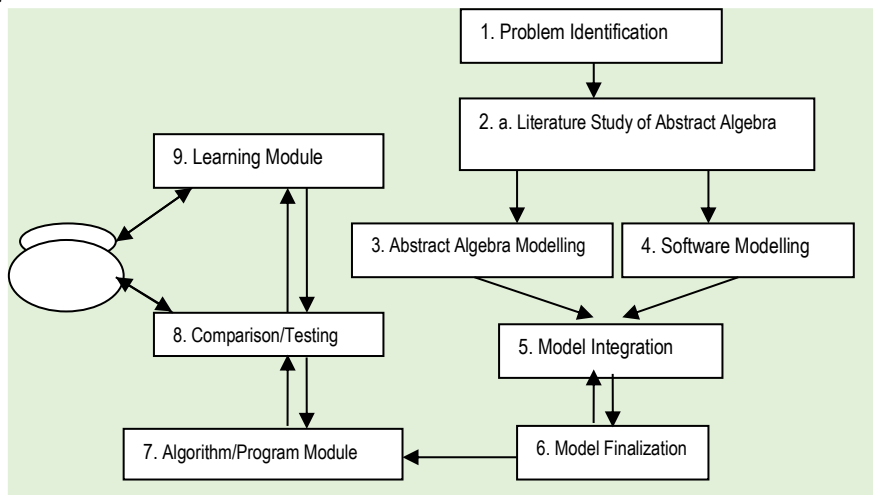 1. Problem Identification
2. a. Literature Study of Abstract Algebra
3. Abstract Algebra Modelling
4. Software Modelling
5. Model Integration
6. Model Finalization
7. Algorithm/Program Module
8. Comparison/Testing
9. Learning Module